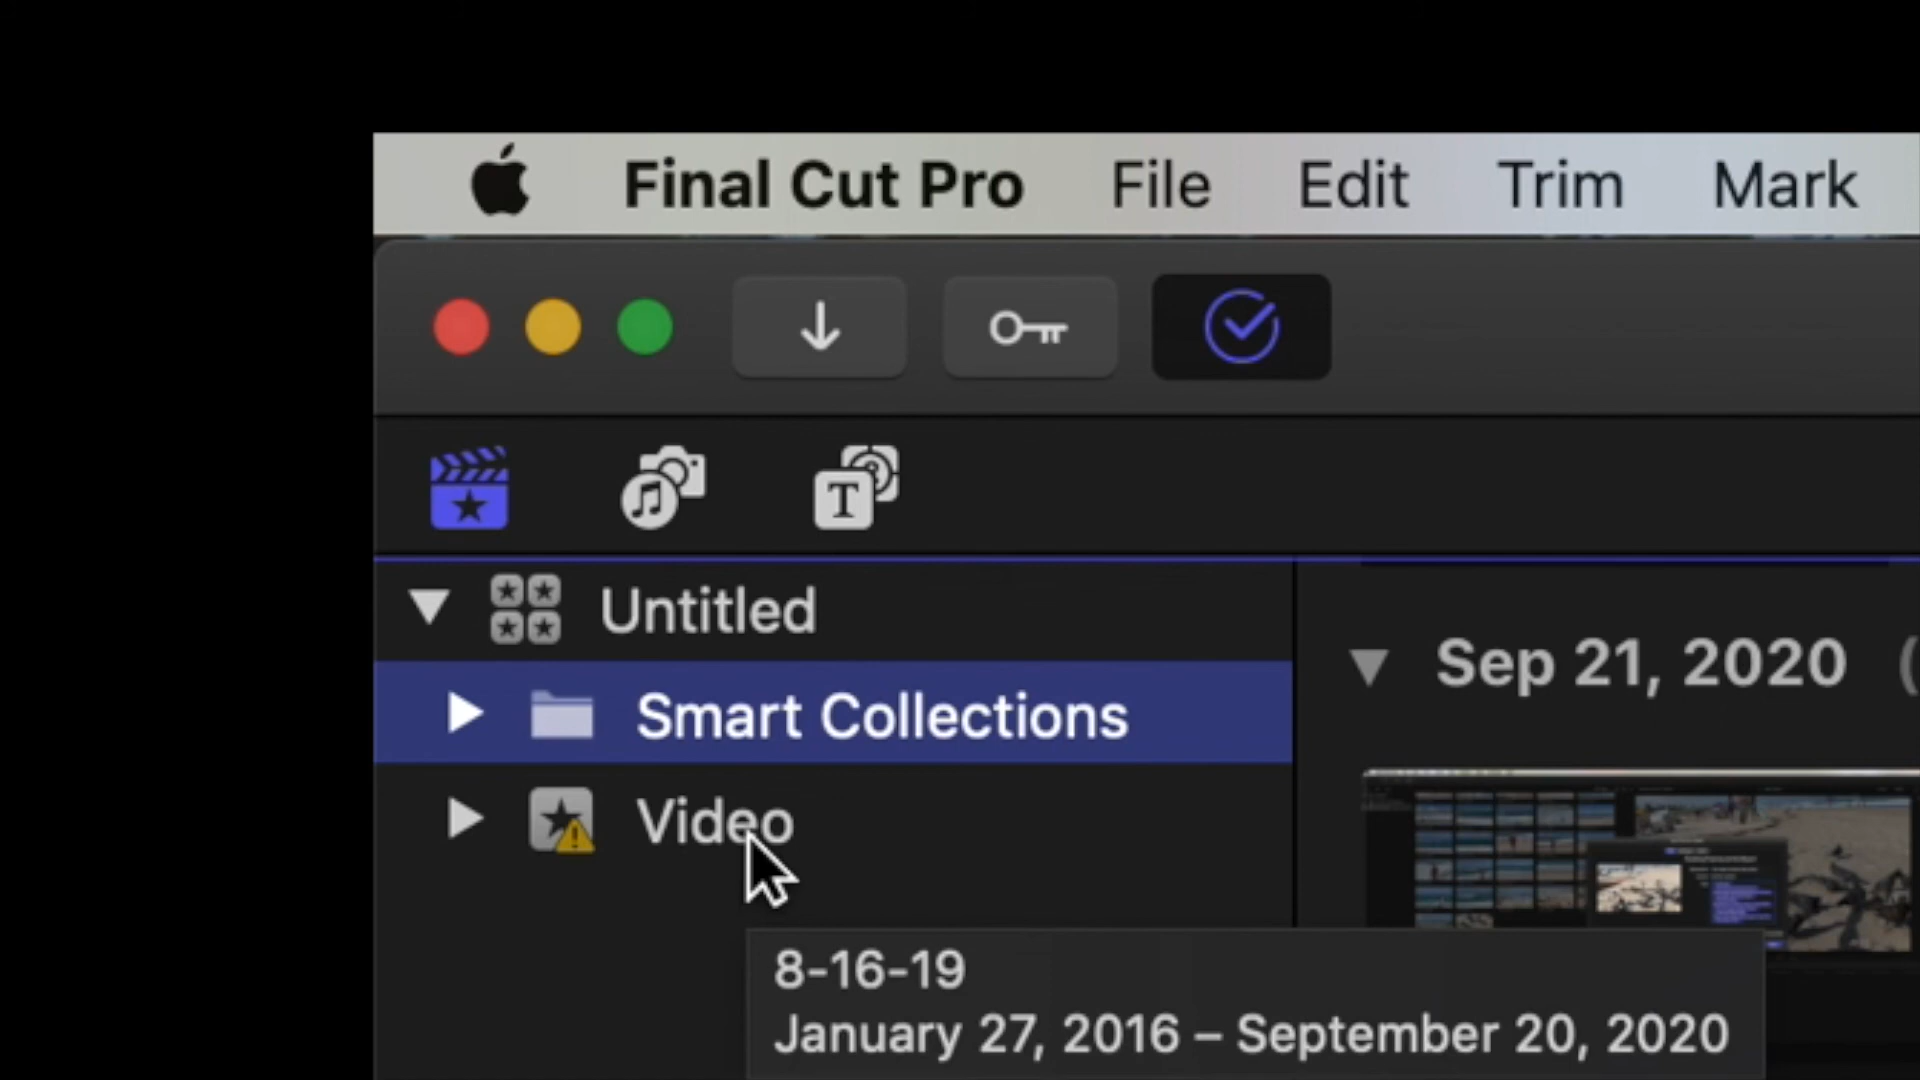 Final Cut Pro File Edit Trim Mark
T
Untitled
Sep 21, 2020 (
Smart Collections
Video
8-16-19
January 27, 2016 – September 20, 2020